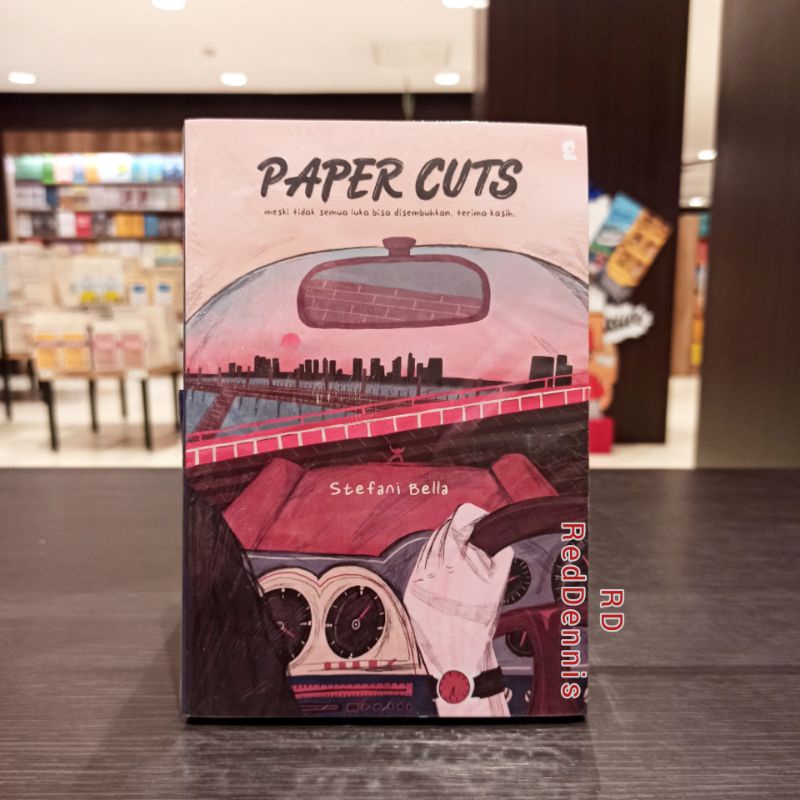 PAPER CUTS
meski tidak semua luka bisa disembuhkan, terima kasih.
Stefani Bella
RD
RedDennis